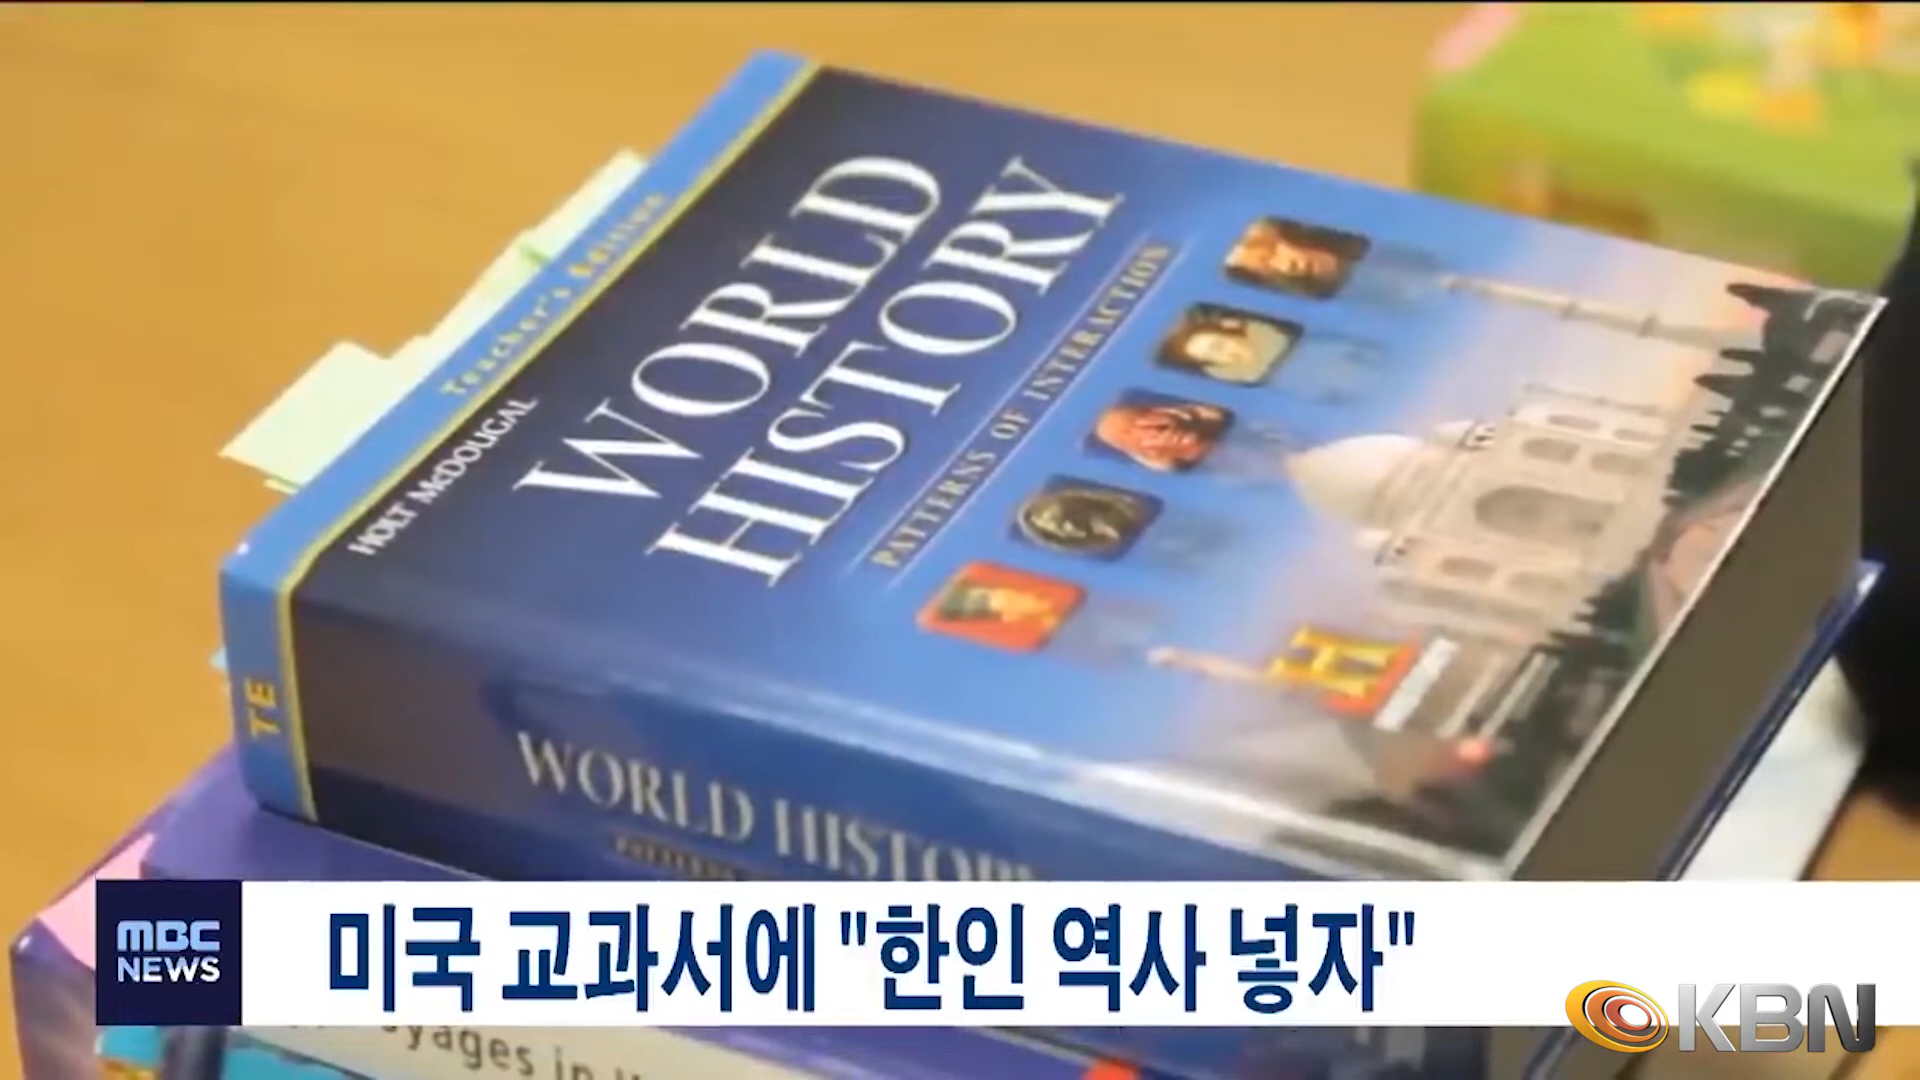 Teacher's Edition
HOLT McDOUGAL
WORLD
HISTORY
PATTERNS OF INTERACTION
H
TE
WORLD HISTORY
MBC
NEWS
미국 교과서에 "한인 역사 넣자"
KBN